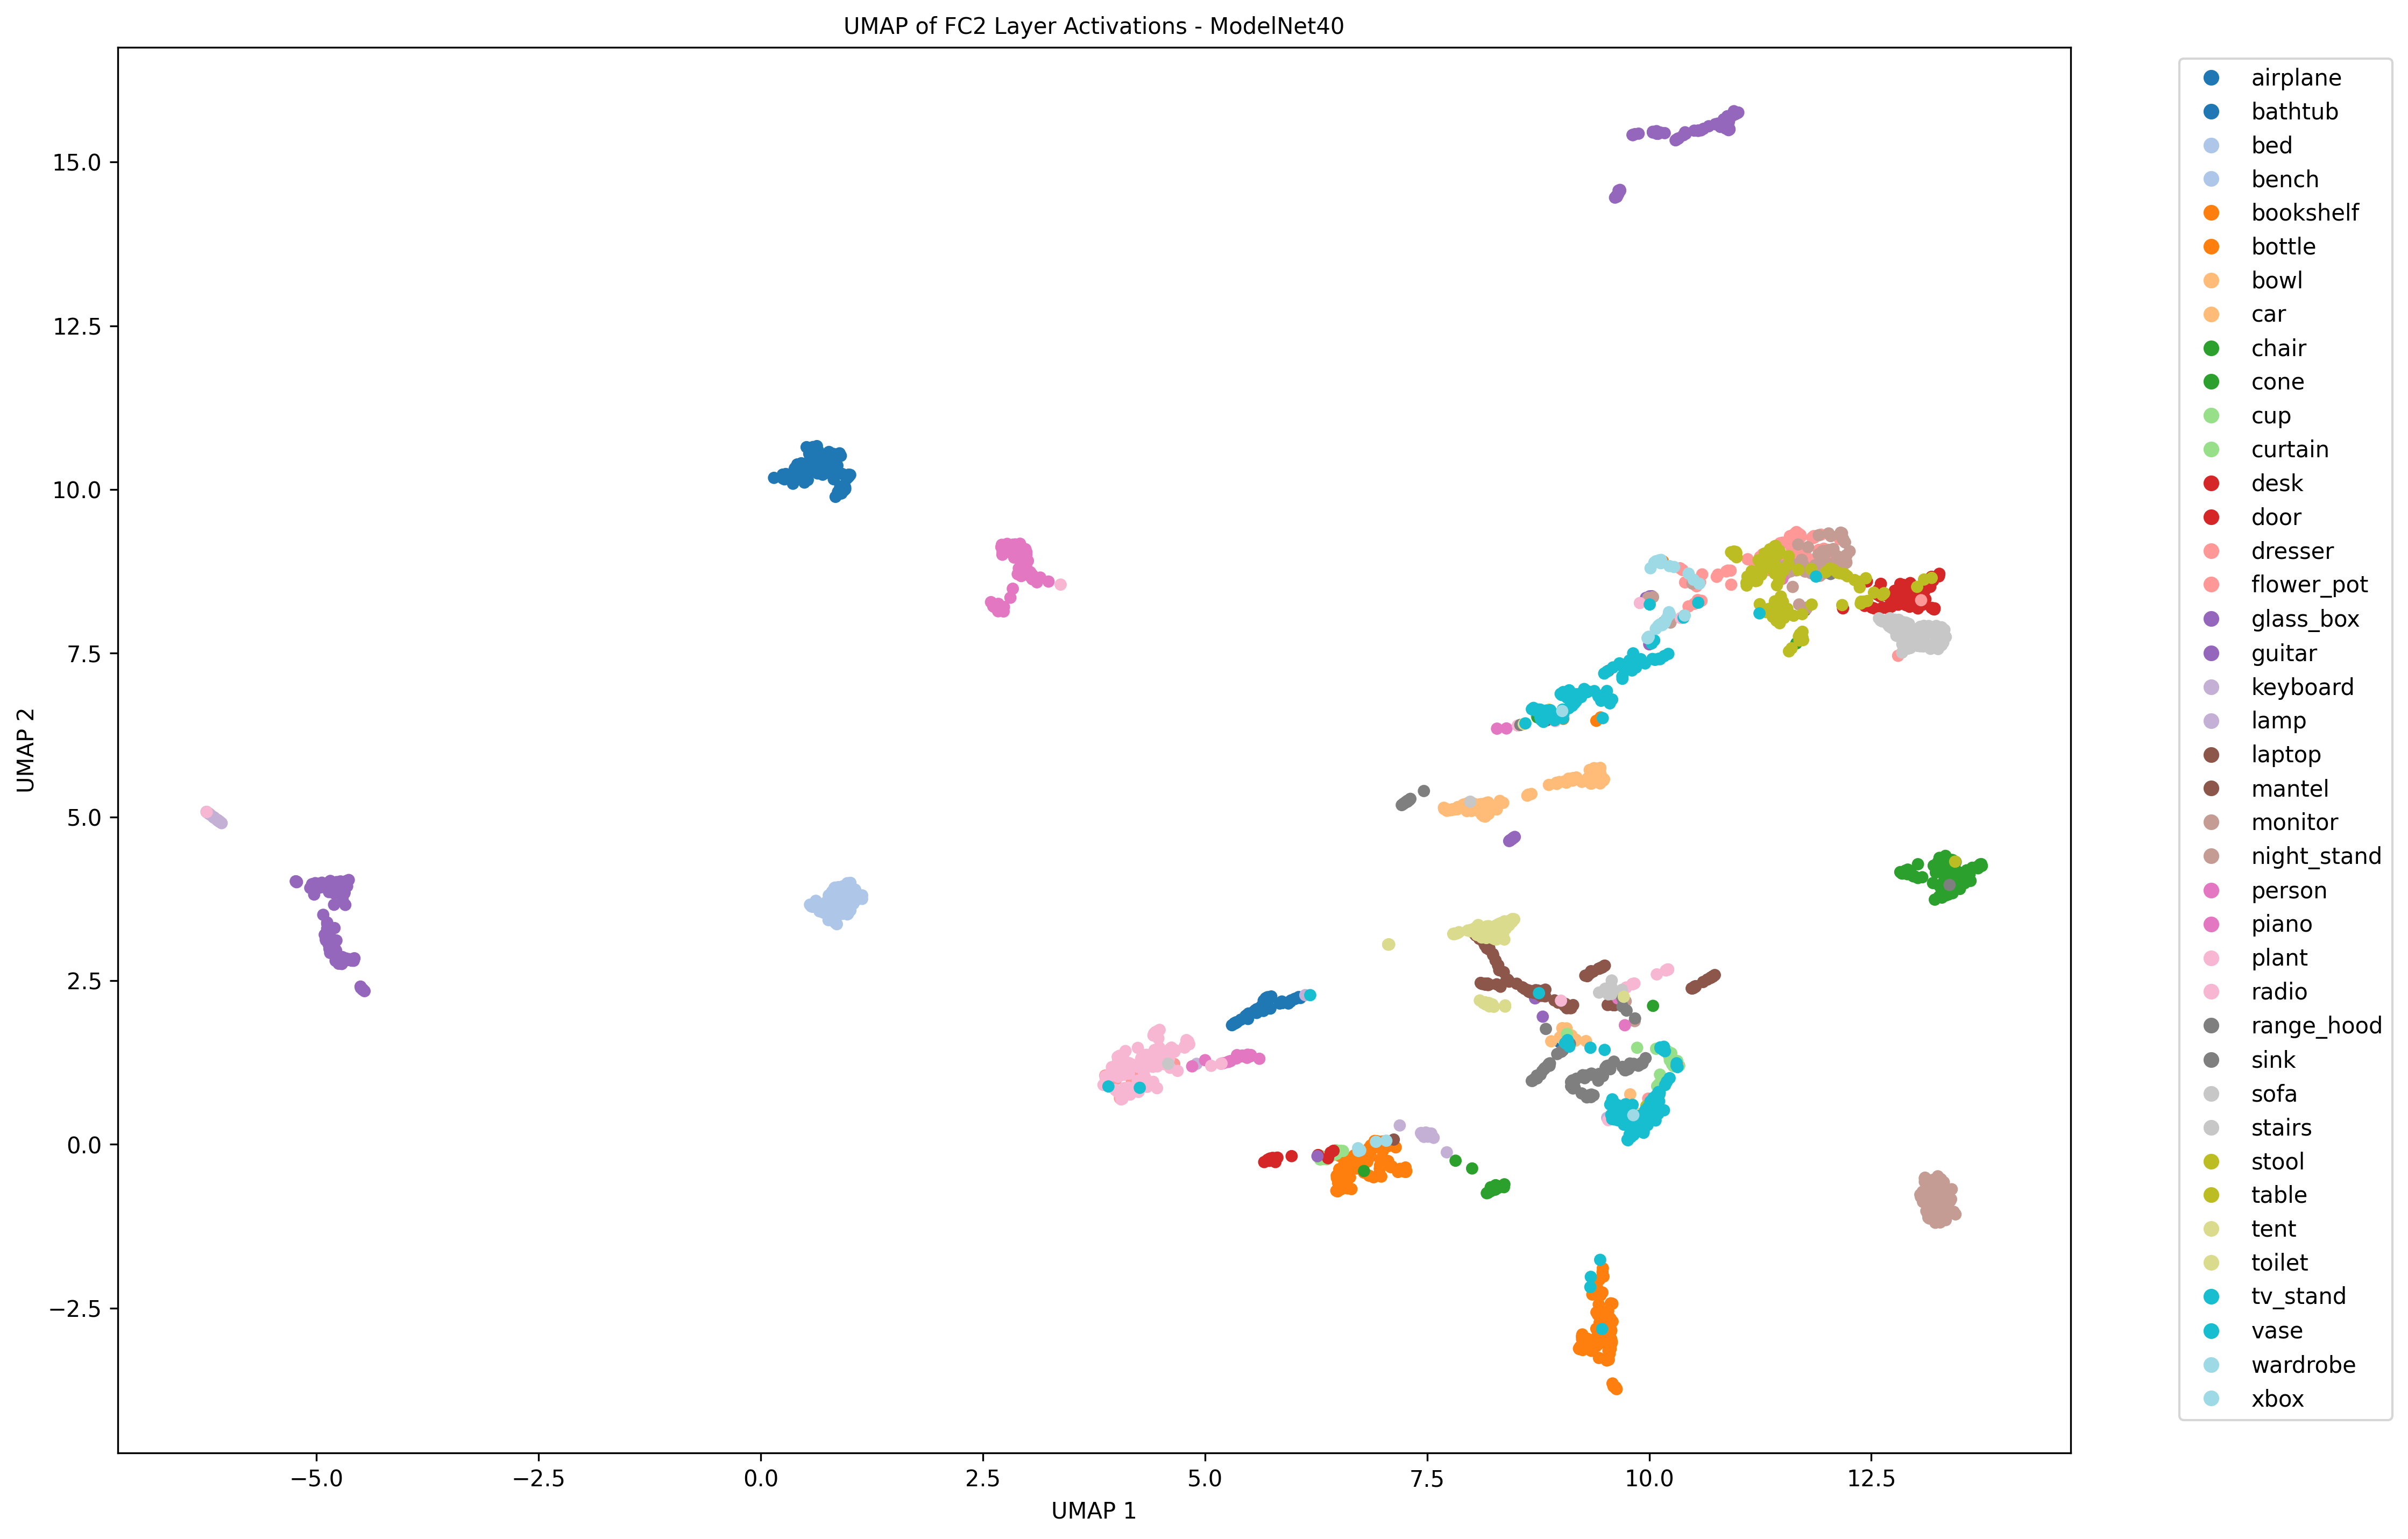 UMAP of FC2 Layer Activations - ModelNet40
15.0
12.5
10.0
7.5
5.0
2.5
0.0
−2.5
UMAP 2
−5.0
−2.5
0.0
2.5
5.0
7.5
10.0
12.5
UMAP 1
airplane
bathtub
bed
bench
bookshelf
bottle
bowl
car
chair
cone
cup
curtain
desk
door
dresser
flower_pot
glass_box
guitar
keyboard
lamp
laptop
mantel
monitor
night_stand
person
piano
plant
radio
range_hood
sink
sofa
stairs
stool
table
tent
toilet
tv_stand
vase
wardrobe
xbox